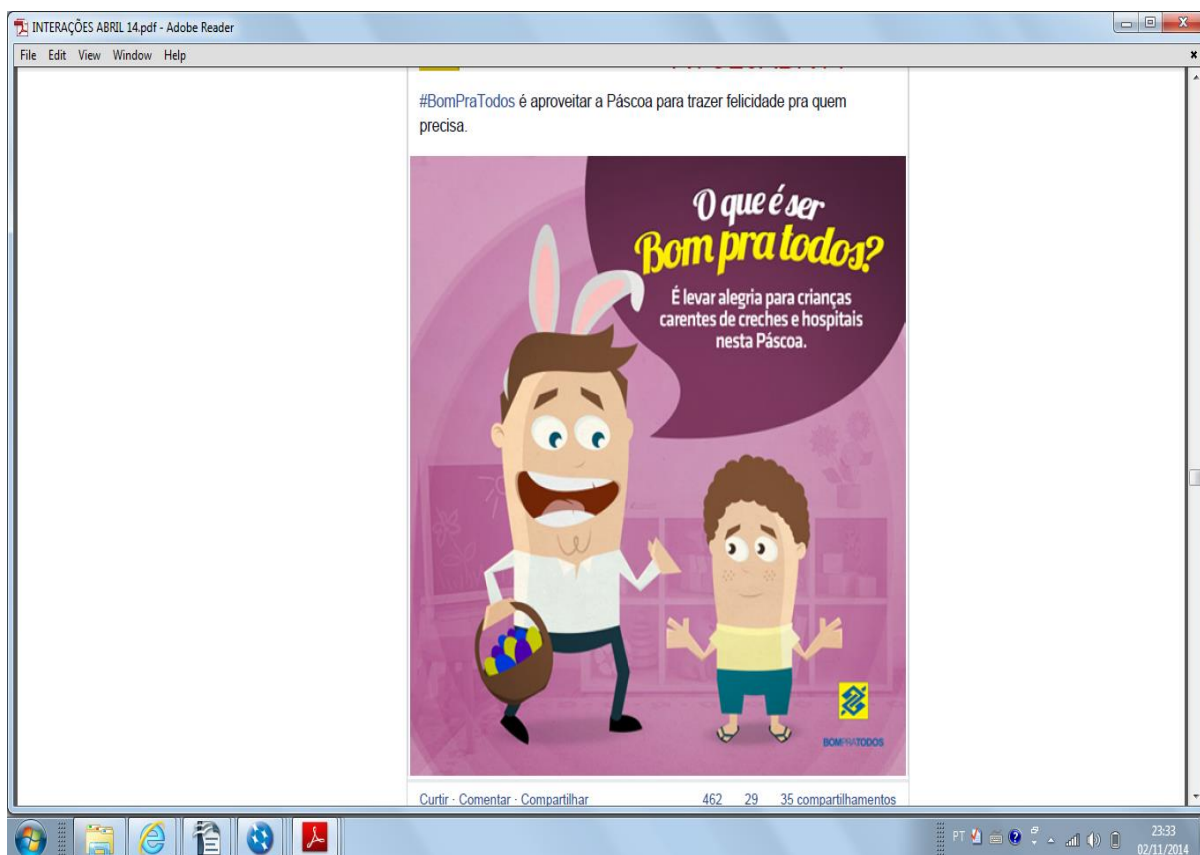 INTERAÇÕES ABRIL 14.pdf - Adobe Reader
File Edit View Window Help
#BomPraTodos é aproveitar a Páscoa para trazer felicidade pra quem
precisa.
O que é ser
Bom pra todos?
É levar alegria para crianças
carentes de creches e hospitais
nesta Páscoa.
BOMPRATODOS
Curtir · Comentar · Compartilhar 462 29 35 compartilhamentos
PT 23:33
02/11/2014